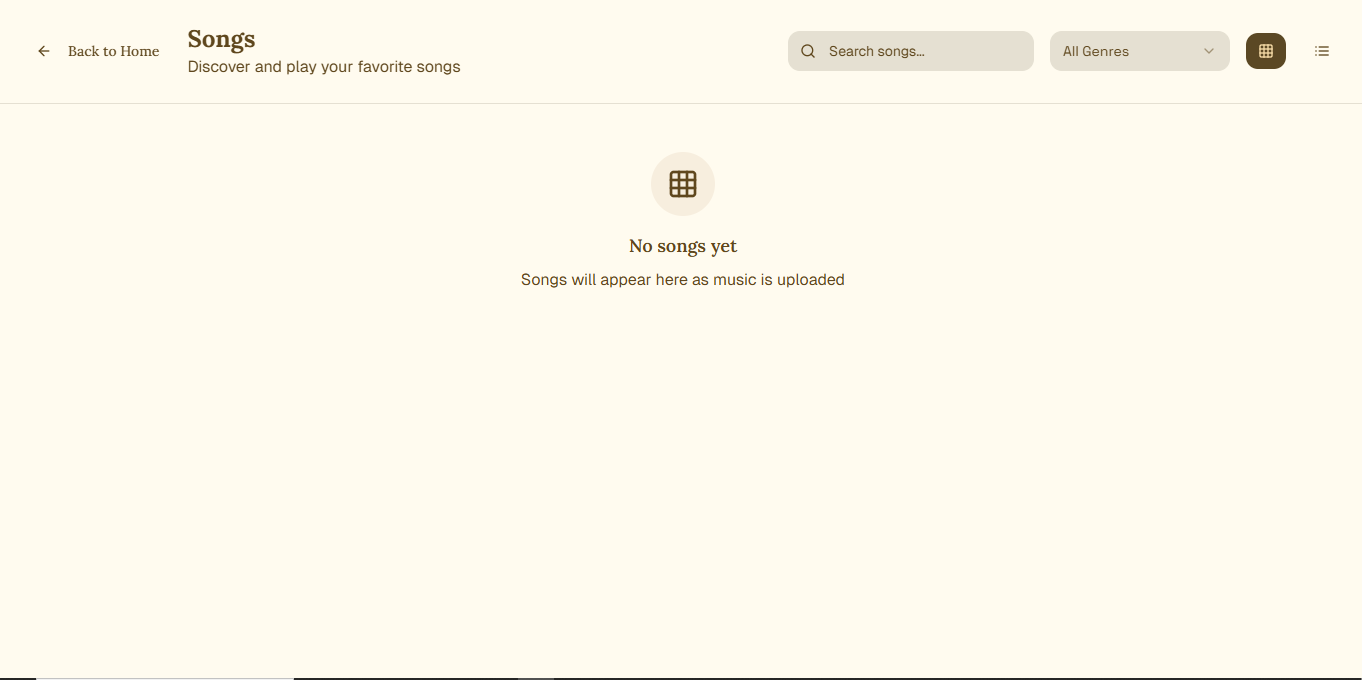 Back to Home
Songs
Discover and play your favorite songs
Search songs...
All Genres
No songs yet
Songs will appear here as music is uploaded